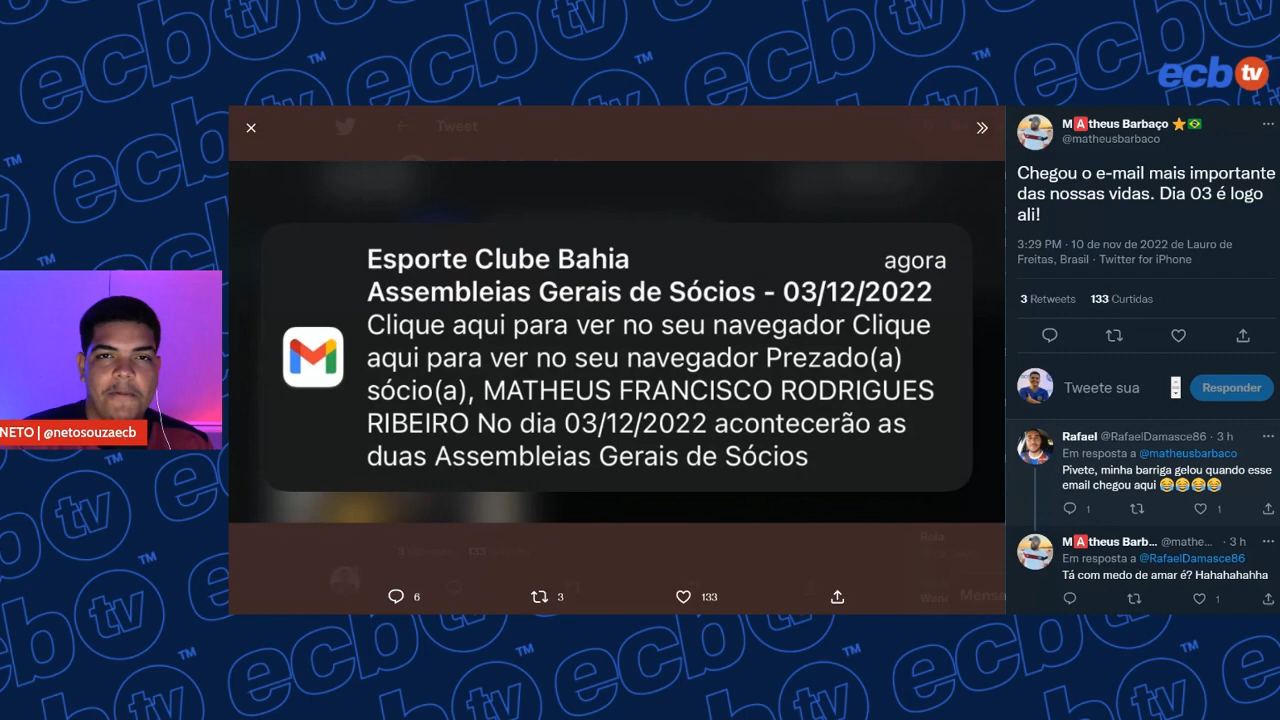 ecb tv
×
»
Tweet
Esporte Clube Bahia
agora
Assembleias Gerais de Sócios - 03/12/2022
Clique aqui para ver no seu navegador Clique
aqui para ver no seu navegador Prezado(a)
sócio(a), MATHEUS FRANCISCO RODRIGUES
RIBEIRO No dia 03/12/2022 acontecerão as
duas Assembleias Gerais de Sócios
6
3
133
NETO | @netosouzaecb
M🅰theus Barbaço ⭐🇧🇷
@matheusbarbaco
Chegou o e-mail mais importante
das nossas vidas. Dia 03 é logo
ali!
3:29 PM · 10 de nov de 2022 de Lauro de
Freitas, Brasil · Twitter for iPhone
3 Retweets 133 Curtidas
Tweete sua
Responder
Rafael @RafaelDamasce86 · 3 h
Em resposta a @matheusbarbaco
Pivete, minha barriga gelou quando esse
email chegou aqui 😂😂😂😂
1
1
M🅰theus Barb... @mathe... · 3 h
Em resposta a @RafaelDamasce86
Tá com medo de amar é? Hahahahahha
1